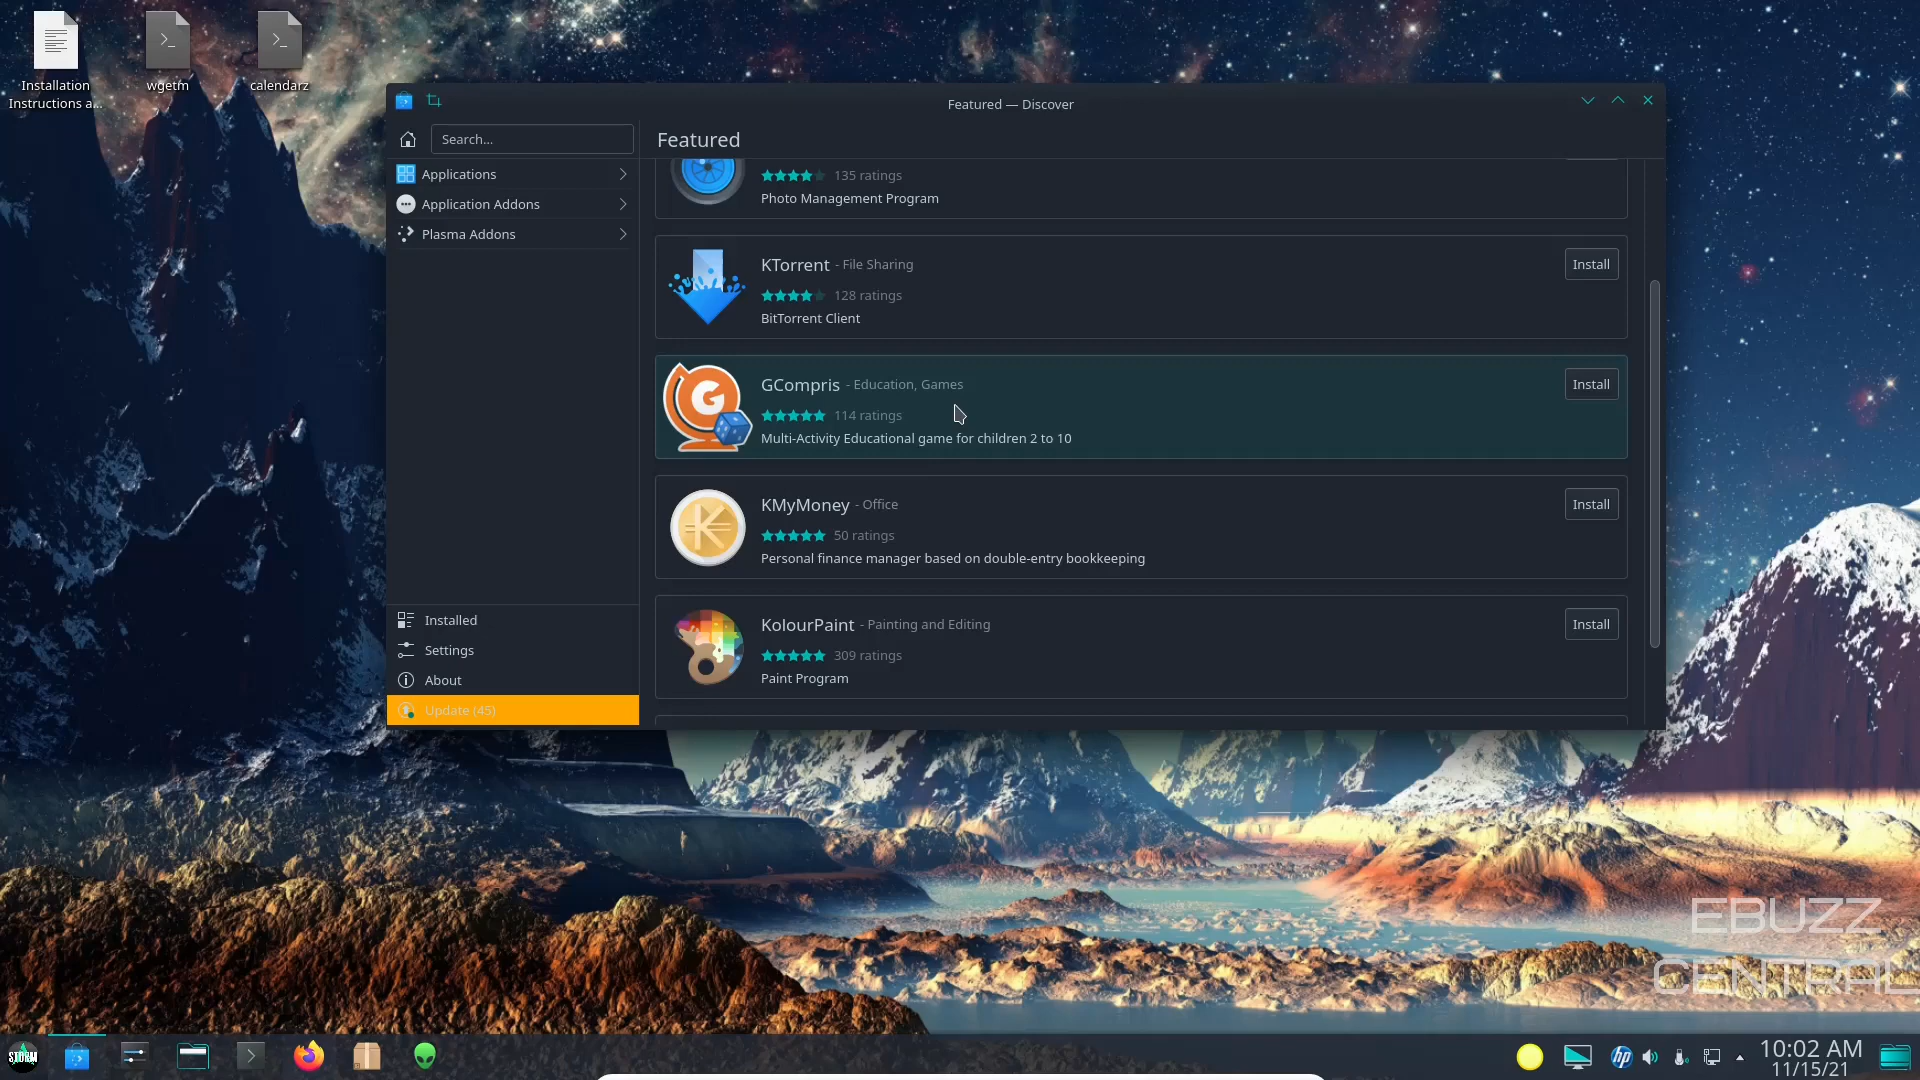 Installation
Instructions a...
wgetm
calendarz
Featured — Discover
Search...
Featured
Applications
Application Addons
Plasma Addons
135 ratings
Photo Management Program
KTorrent - File Sharing
Install
128 ratings
BitTorrent Client
GCompris - Education, Games
Install
114 ratings
Multi-Activity Educational game for children 2 to 10
KMyMoney - Office
Install
50 ratings
Personal finance manager based on double-entry bookkeeping
KolourPaint - Painting and Editing
Install
309 ratings
Paint Program
Installed
Settings
About
Update (45)
EBUZZ
CENTRAL
STORM
hp
10:02 AM
11/15/21